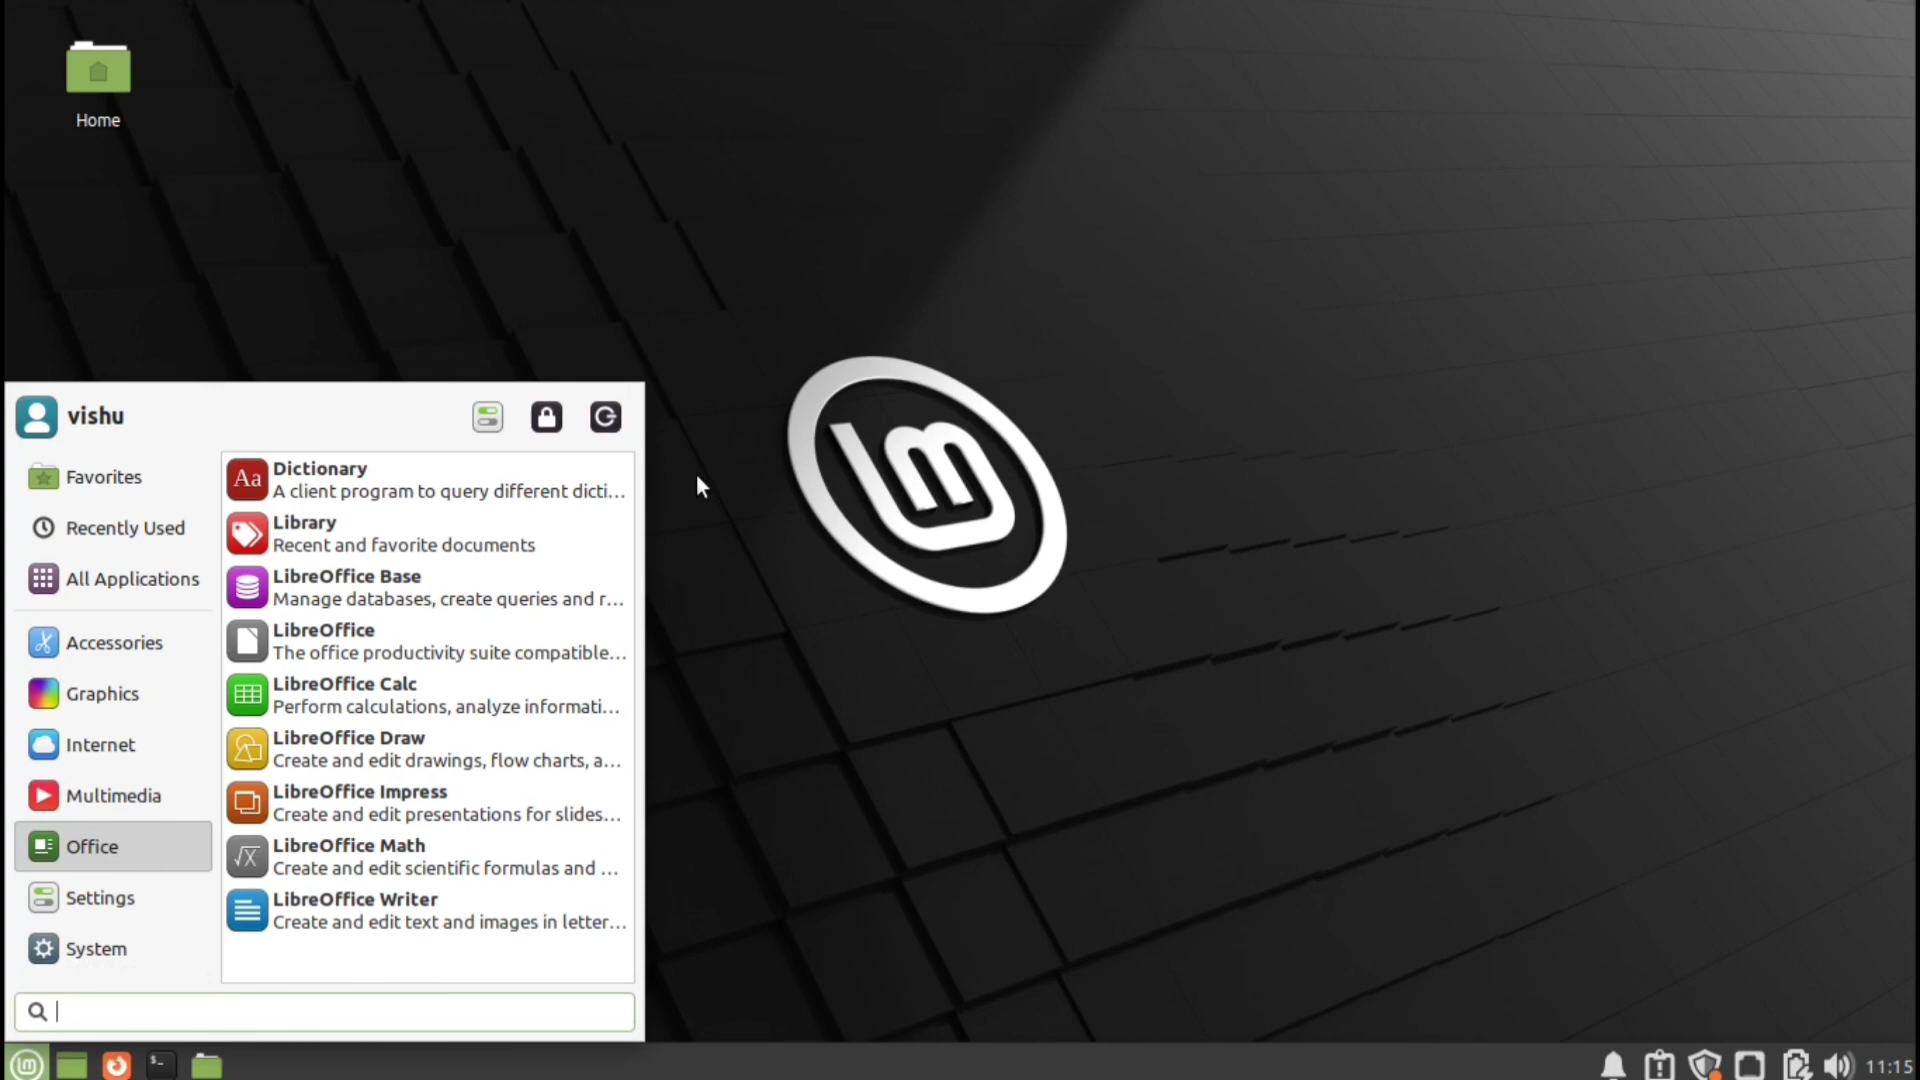 Home
vishu
Favorites
Recently Used
All Applications
Accessories
Graphics
Internet
Multimedia
Office
Settings
System
Dictionary
A client program to query different dicti...
Library
Recent and favorite documents
LibreOffice Base
Manage databases, create queries and r...
LibreOffice
The office productivity suite compatible...
LibreOffice Calc
Perform calculations, analyze informati...
LibreOffice Draw
Create and edit drawings, flow charts, a...
LibreOffice Impress
Create and edit presentations for slides...
LibreOffice Math
Create and edit scientific formulas and ...
LibreOffice Writer
Create and edit text and images in letter...
11:15